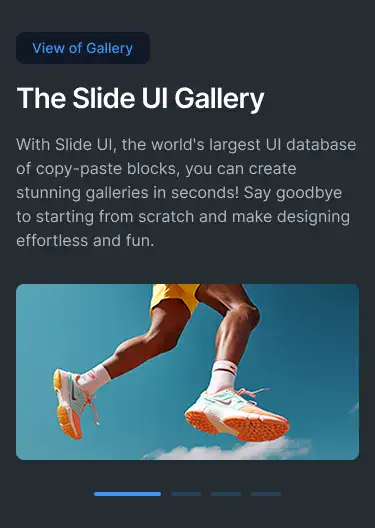 View of Gallery
The Slide UI Gallery
With Slide UI, the world's largest UI database
of copy-paste blocks, you can create
stunning galleries in seconds! Say goodbye
to starting from scratch and make designing
effortless and fun.